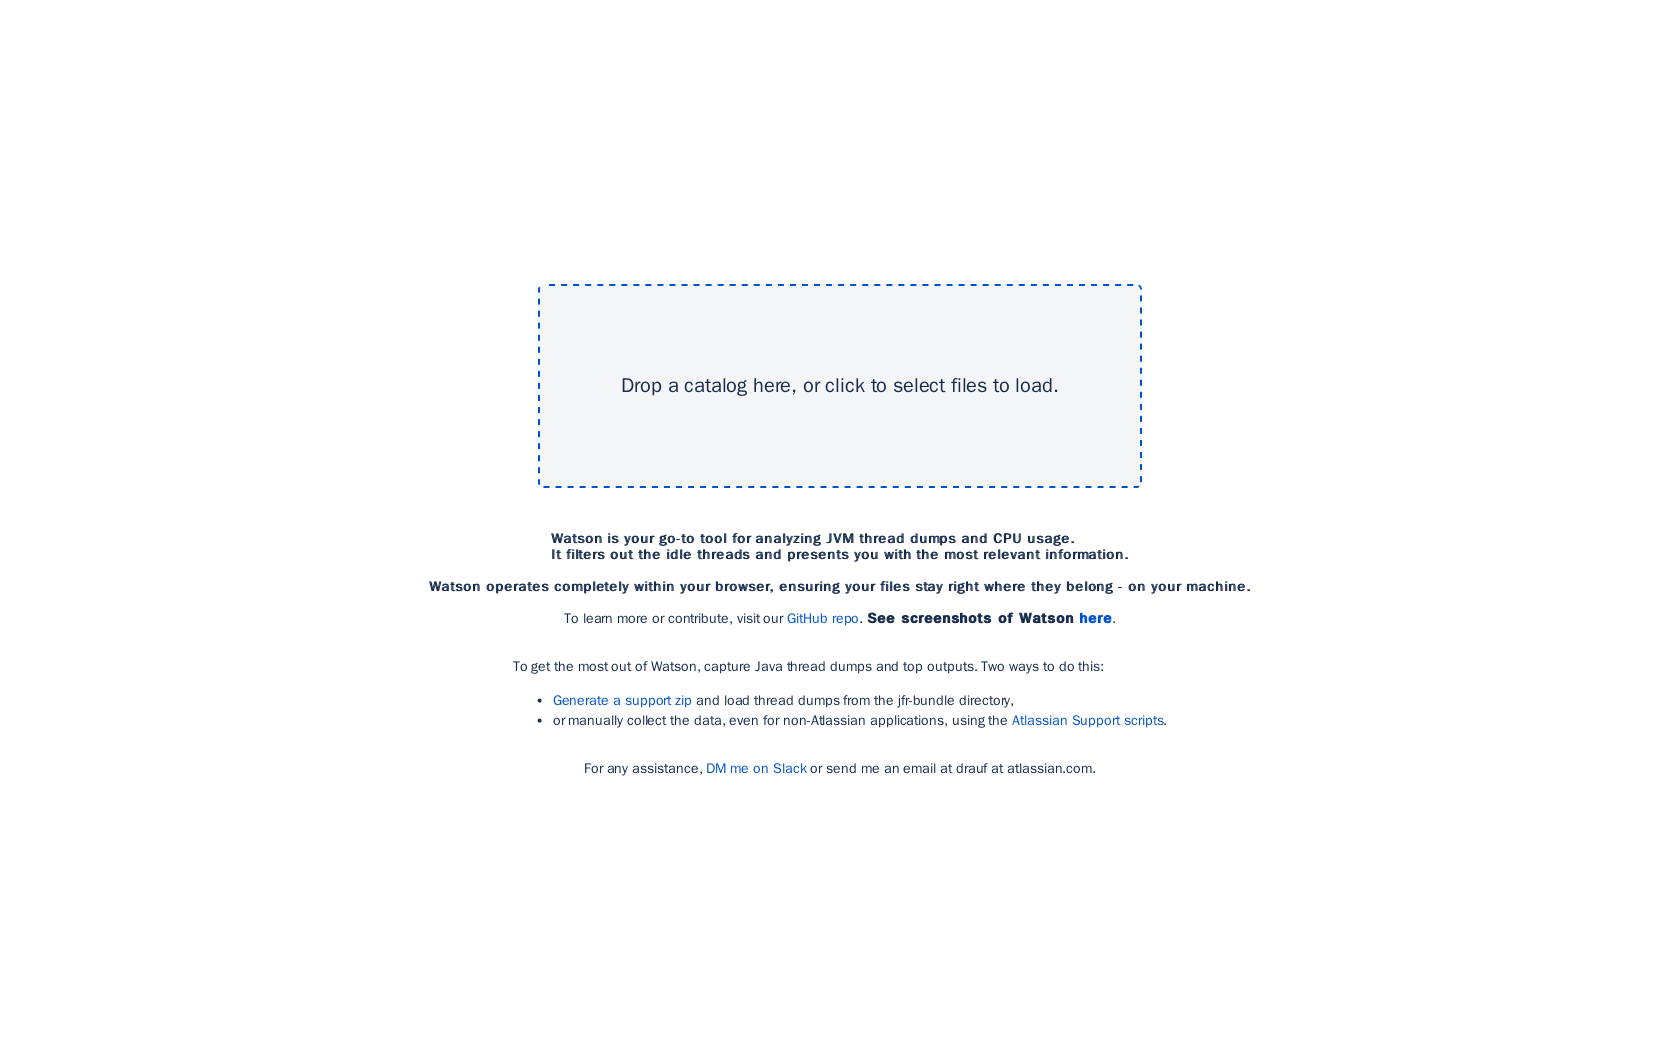 Drop a catalog here, or click to select files to load.
Watson is your go-to tool for analyzing JVM thread dumps and CPU usage.
It filters out the idle threads and presents you with the most relevant information.
Watson operates completely within your browser, ensuring your files stay right where they belong - on your machine.
To learn more or contribute, visit our GitHub repo. See screenshots of Watson here.
To get the most out of Watson, capture Java thread dumps and top outputs. Two ways to do this:
• Generate a support zip and load thread dumps from the jfr-bundle directory,
• or manually collect the data, even for non-Atlassian applications, using the Atlassian Support scripts.
For any assistance, DM me on Slack or send me an email at drauf at atlassian.com.